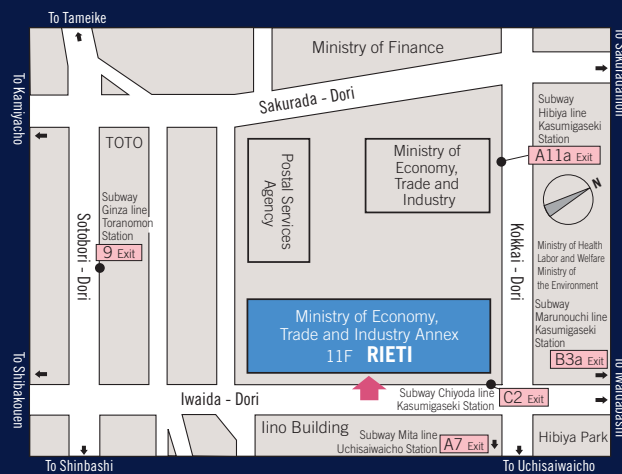 To Tameike
To Sakuradamon
To Kamiyacho
Ministry of Finance
Sakurada - Dori
TOTO
Postal Services
Agency
Ministry of
Economy,
Trade and
Industry
Subway
Hibiya line
Kasumigaseki
Station
A11a Exit
N
Subway
Ginza line,
Toranomon
Station
9 Exit
Sotobori - Dori
Kokkai - Dori
Ministry of Health
Labor and Welfare
Ministry of
the Environment
Subway
Marunouchi line
Kasumigaseki
Station
B3a Exit
Ministry of Economy,
Trade and Industry Annex
11F RIETI
To Shibakouen
To Iwaidabashi
Iwaida - Dori
Subway Chiyoda line
Kasumigaseki Station
C2 Exit
Iino Building
Subway Mita line
Uchisaiwaicho Station
A7 Exit
Hibiya Park
To Shinbashi
To Uchisaiwaicho